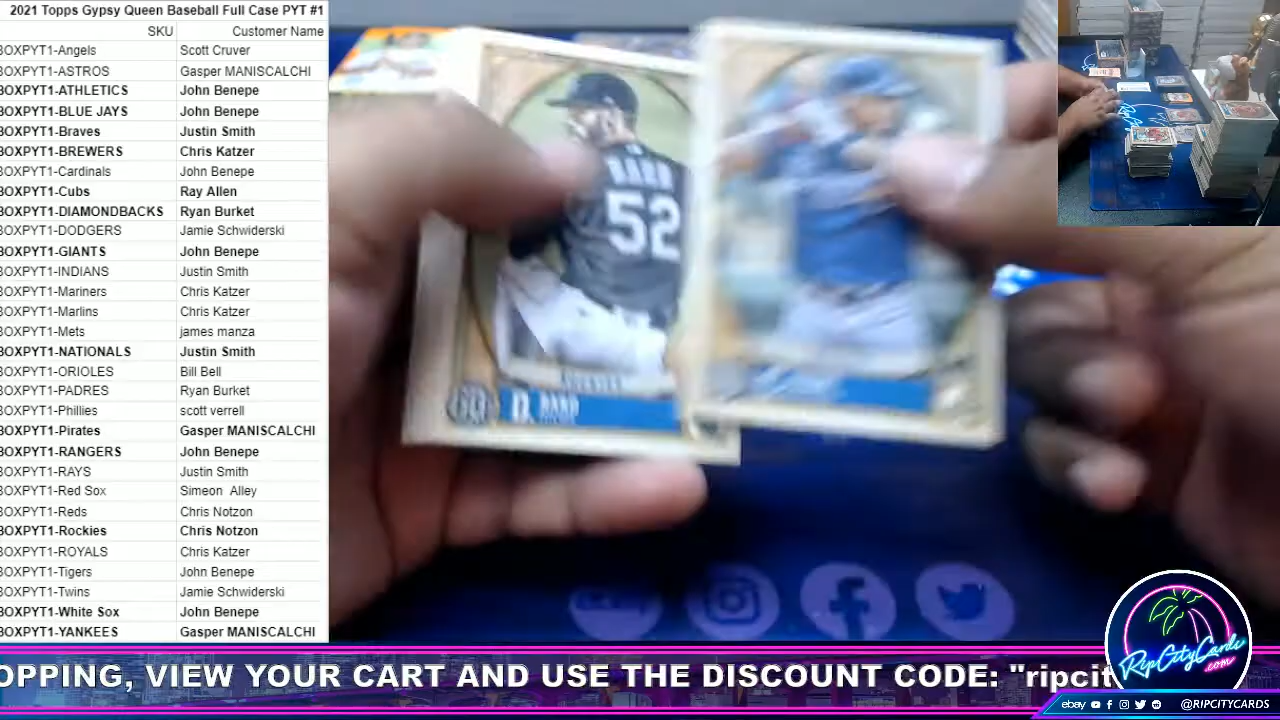 2021 Topps Gypsy Queen Baseball Full Case PYT #1
SKU Customer Name
BOXPYT1-Angels Scott Cruver
BOXPYT1-ASTROS Gasper MANISCALCHI
BOXPYT1-ATHLETICS John Benepe
BOXPYT1-BLUE JAYS John Benepe
BOXPYT1-Braves Justin Smith
BOXPYT1-BREWERS Chris Katzer
BOXPYT1-Cardinals John Benepe
BOXPYT1-Cubs Ray Allen
BOXPYT1-DIAMONDBACKS Ryan Burket
BOXPYT1-DODGERS Jamie Schwiderski
BOXPYT1-GIANTS John Benepe
BOXPYT1-INDIANS Justin Smith
BOXPYT1-Mariners Chris Katzer
BOXPYT1-Marlins Chris Katzer
BOXPYT1-Mets james manza
BOXPYT1-NATIONALS Justin Smith
BOXPYT1-ORIOLES Bill Bell
BOXPYT1-PADRES Ryan Burket
BOXPYT1-Phillies scott verrell
BOXPYT1-Pirates Gasper MANISCALCHI
BOXPYT1-RANGERS John Benepe
BOXPYT1-RAYS Justin Smith
BOXPYT1-Red Sox Simeon Alley
BOXPYT1-Reds Chris Notzon
BOXPYT1-Rockies Chris Notzon
BOXPYT1-ROYALS Chris Katzer
BOXPYT1-Tigers John Benepe
BOXPYT1-Twins Jamie Schwiderski
BOXPYT1-White Sox John Benepe
BOXPYT1-YANKEES Gasper MANISCALCHI
52
D. BARD
OPPING, VIEW YOUR CART AND USE THE DISCOUNT CODE: "ripcit
RipCityCards
.com
ebay @RIPCITYCARDS